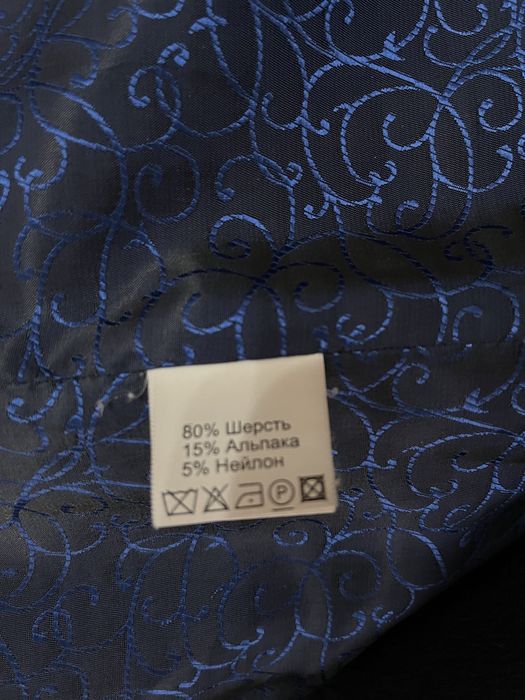 80% Шерсть
15% Альпака
5% Нейлон
P